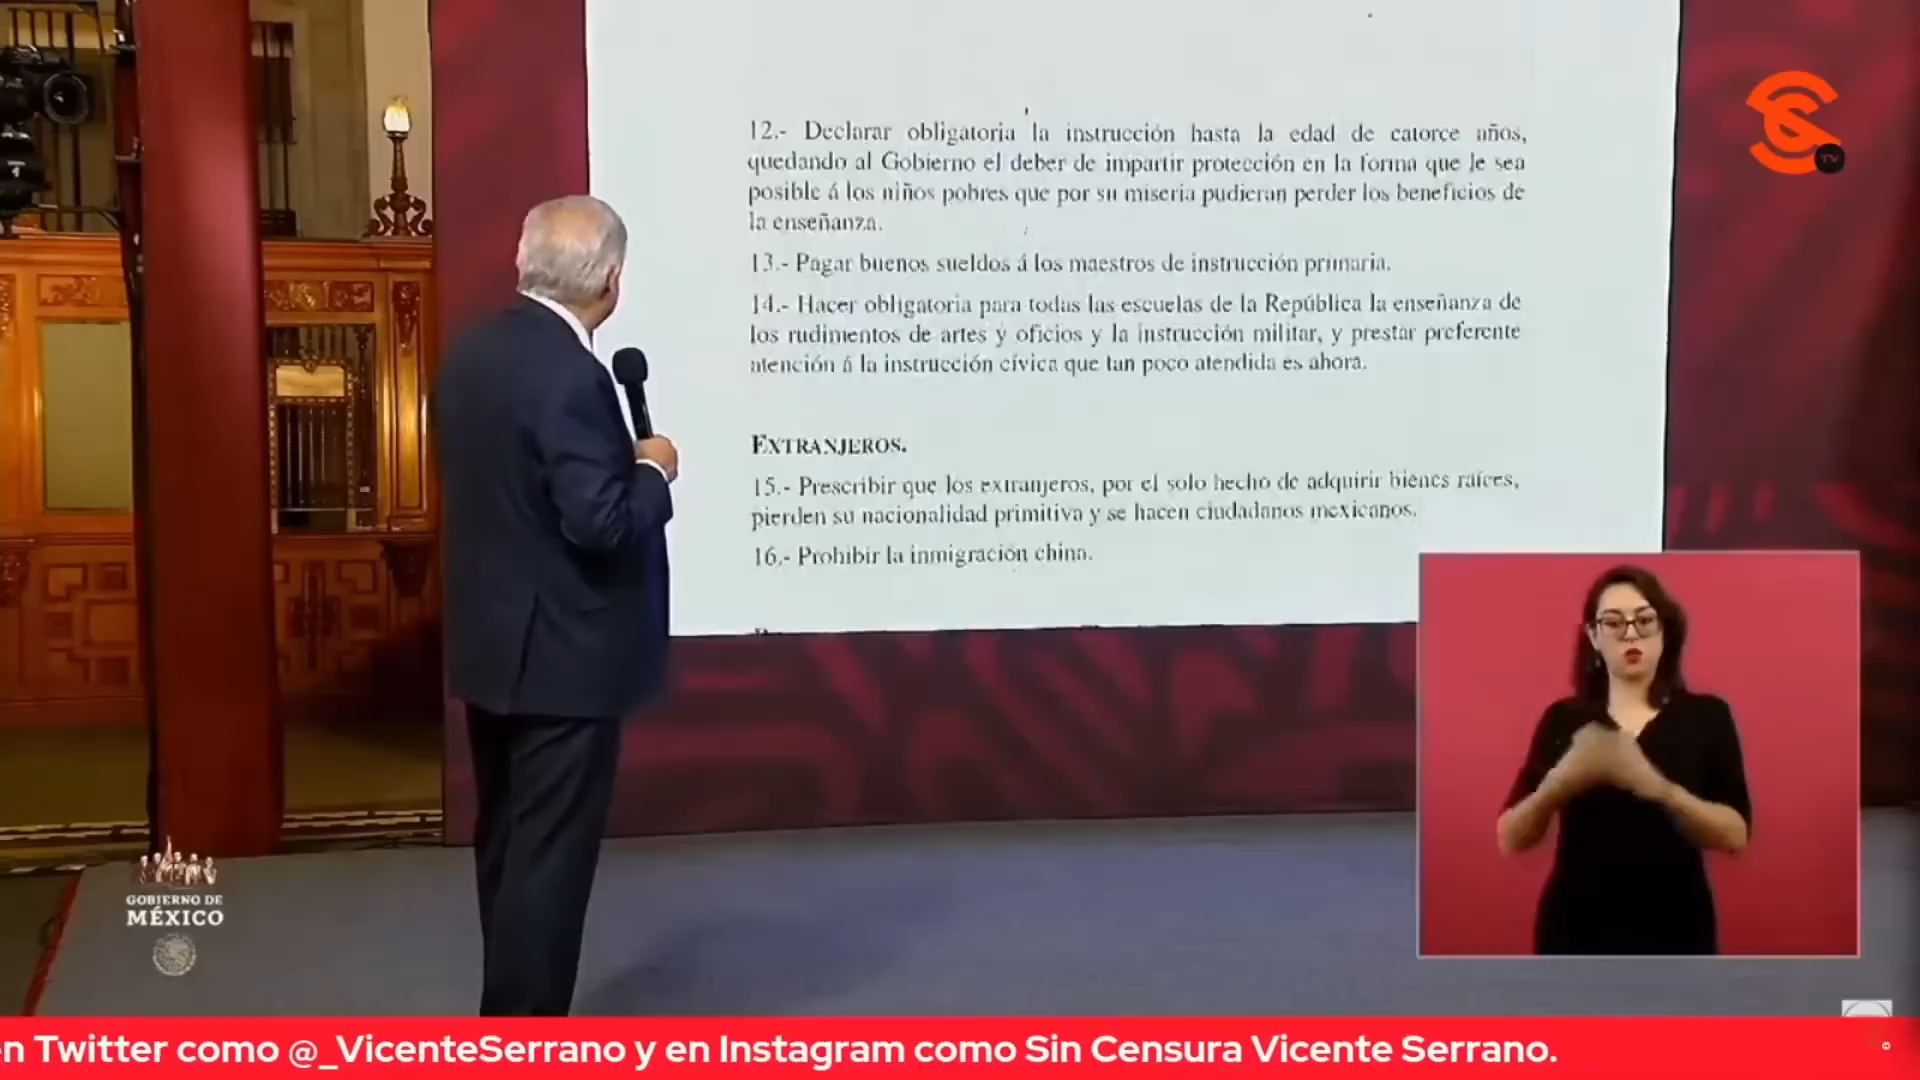 12.- Declarar obligatoria la instrucción hasta la edad de catorce años,
quedando al Gobierno el deber de impartir protección en la forma que le sea
posible á los niños pobres que por su miseria pudieran perder los beneficios de
la enseñanza.
13.- Pagar buenos sueldos á los maestros de instrucción primaria.
14.- Hacer obligatoria para todas las escuelas de la República la enseñanza de
los rudimentos de artes y oficios y la instrucción militar, y prestar preferente
atención á la instrucción cívica que tan poco atendida es ahora.
EXTRANJEROS.
15.- Prescribir que los extranjeros, por el solo hecho de adquirir bienes raíces,
pierden su nacionalidad primitiva y se hacen ciudadanos mexicanos.
16.- Prohibir la inmigración china.
TV
1
GOBIERNO DE
MÉXICO
n Twitter como @_VicenteSerrano y en Instagram como Sin Censura Vicente Serrano.